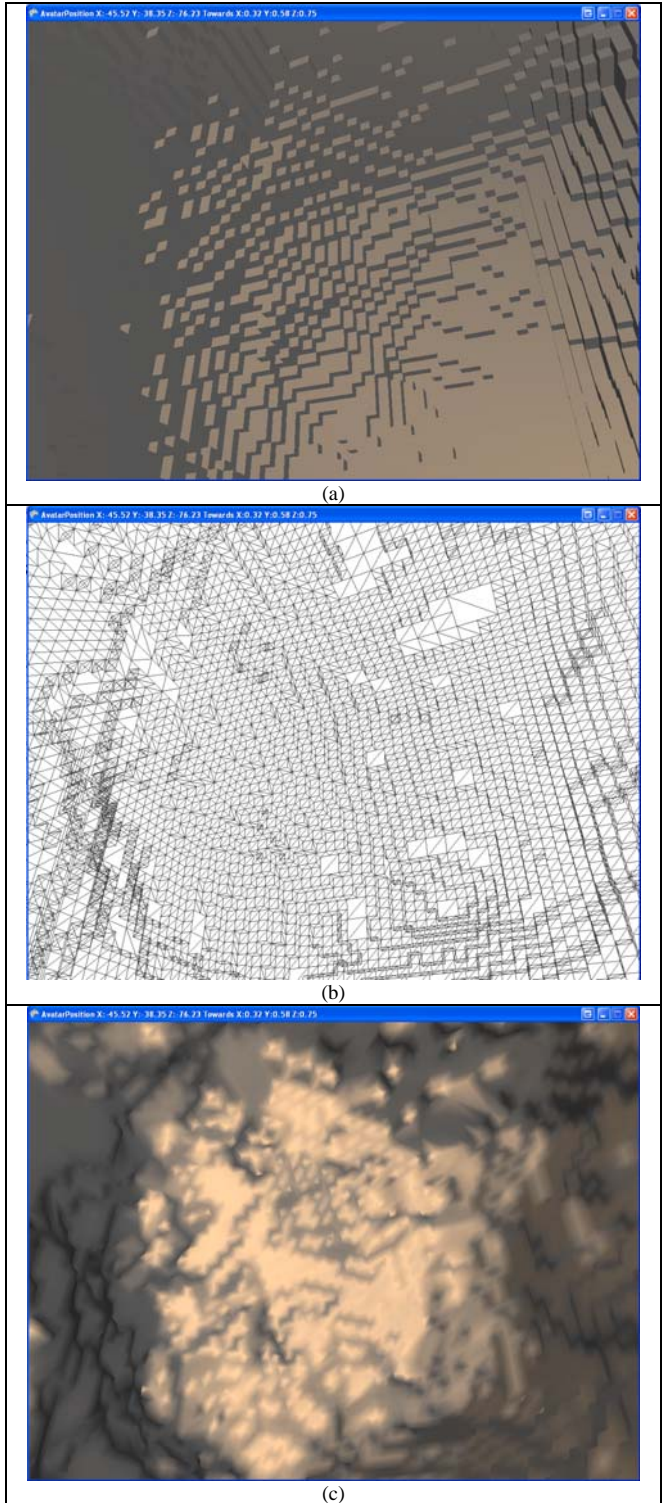 AvatarPosition X:-45.52 Y:-38.35 Z:-76.23 Towards X:0.32 Y:0.58 Z:0.75
(a)
AvatarPosition X:-45.52 Y:-38.35 Z:-76.23 Towards X:0.32 Y:0.58 Z:0.75
(b)
AvatarPosition X:-45.52 Y:-38.35 Z:-76.23 Towards X:0.32 Y:0.58 Z:0.75
(c)